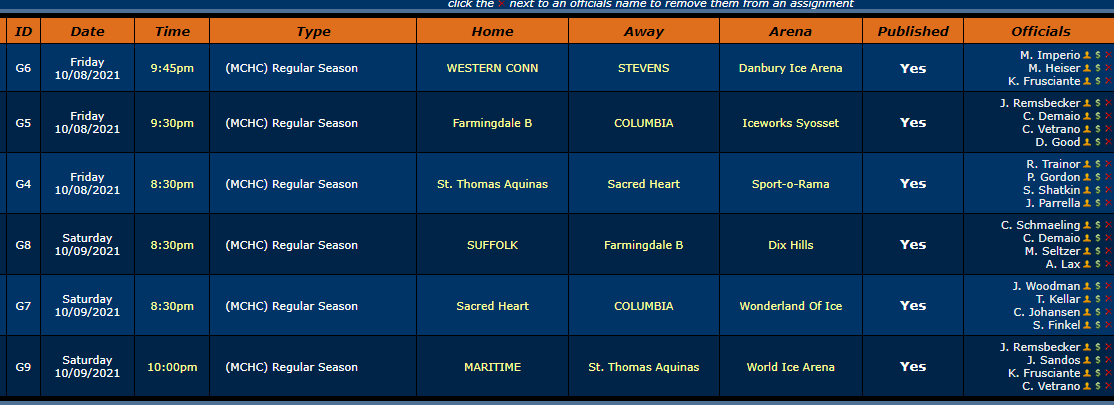 click the x next to an officials name to remove them from an assignment
ID Date Time Type Home Away Arena Published Officials
G6 Friday 10/08/2021 9:45pm (MCHC) Regular Season WESTERN CONN STEVENS Danbury Ice Arena Yes M. Imperio $ x
M. Heiser $ x
K. Frusciante $ x
G5 Friday 10/08/2021 9:30pm (MCHC) Regular Season Farmingdale B COLUMBIA Iceworks Syosset Yes J. Remsbecker $ x
C. Demaio $ x
C. Vetrano $ x
D. Good $ x
G4 Friday 10/08/2021 8:30pm (MCHC) Regular Season St. Thomas Aquinas Sacred Heart Sport-o-Rama Yes R. Trainor $ x
P. Gordon $ x
S. Shatkin $ x
J. Parrella $ x
G8 Saturday 10/09/2021 8:30pm (MCHC) Regular Season SUFFOLK Farmingdale B Dix Hills Yes C. Schmaeling $ x
C. Demaio $ x
M. Seltzer $ x
A. Lax $ x
G7 Saturday 10/09/2021 8:30pm (MCHC) Regular Season Sacred Heart COLUMBIA Wonderland Of Ice Yes J. Woodman $ x
T. Kellar $ x
C. Johansen $ x
S. Finkel $ x
G9 Saturday 10/09/2021 10:00pm (MCHC) Regular Season MARITIME St. Thomas Aquinas World Ice Arena Yes J. Remsbecker $ x
J. Sandos $ x
K. Frusciante $ x
C. Vetrano $ x